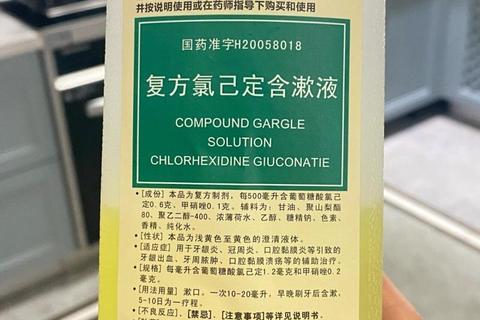 并按说明使用或在药师指导下购买和使用
国药准字H20058018
复方氯己定含漱液
COMPOUND GARGLE
SOLUTION
CHLORHEXIDINE GIUCONATIE
•[成份] 本品为复方制剂，每500毫升含葡萄糖酸氯己
定0.6克、甲硝唑0.1克。辅料为：甘油、聚山梨酯
80、聚乙二醇-400、浓薄荷水、乙醇、糖精钠、色素、
香精、纯化水。
•[性状] 本品为浅黄色至黄色的澄清液体。
•[适应症] 用于牙龈炎、冠周炎、口腔黏膜炎等引致的
牙龈出血、牙周脓肿、口腔黏膜溃疡等的辅助治疗。
•[规格] 每毫升含葡萄糖酸氯己定1.2毫克和甲硝唑0.2
毫克。
•[用法用量] 漱口。一次10-20毫升，早晚刷牙后含漱，
5-10日为一疗程。
•[不良反应]、[禁忌]、[注意事项]等详见说明书。